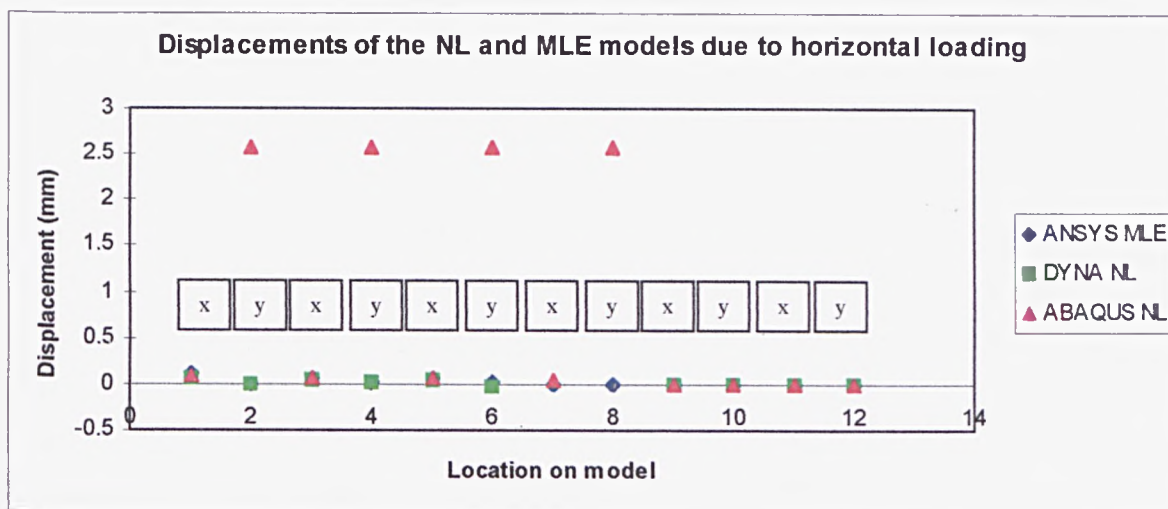 Displacements of the NL and MLE models due to horizontal loading
3
2.5
2
1.5
1
0.5
0
-0.5
Displacement (mm)
x y x y x y x y x y x y
0 2 4 6 8 10 12 14
Location on model
ANSYS MLE
DYNA NL
ABAQUS NL